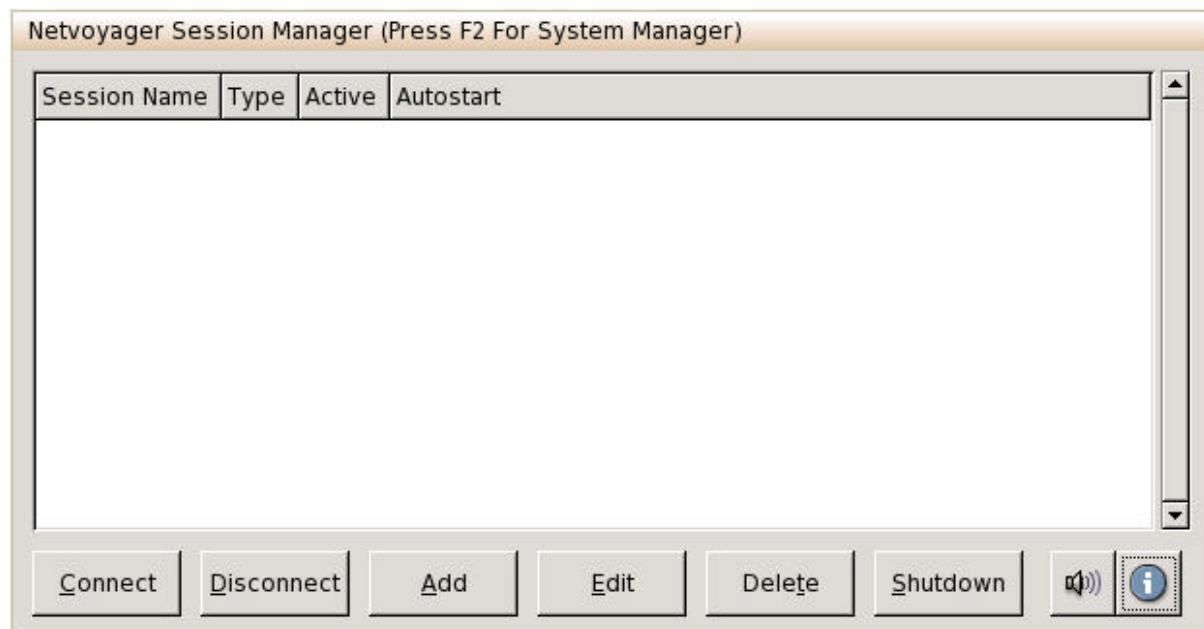 Netvoyager Session Manager (Press F2 For System Manager)
Session Name Type Active Autostart
Connect Disconnect Add Edit Delete Shutdown